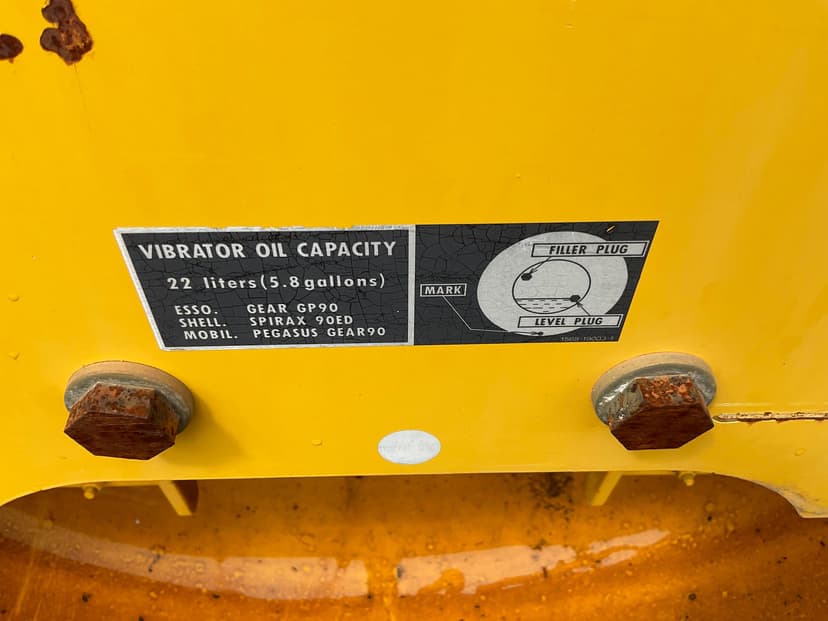 VIBRATOR OIL CAPACITY
22 liters (5.8 gallons)
ESSO. GEAR GP90
SHELL. SPIRAX 90ED
MOBIL. PEGASUS GEAR90
FILLER PLUG
MARK
LEVEL PLUG